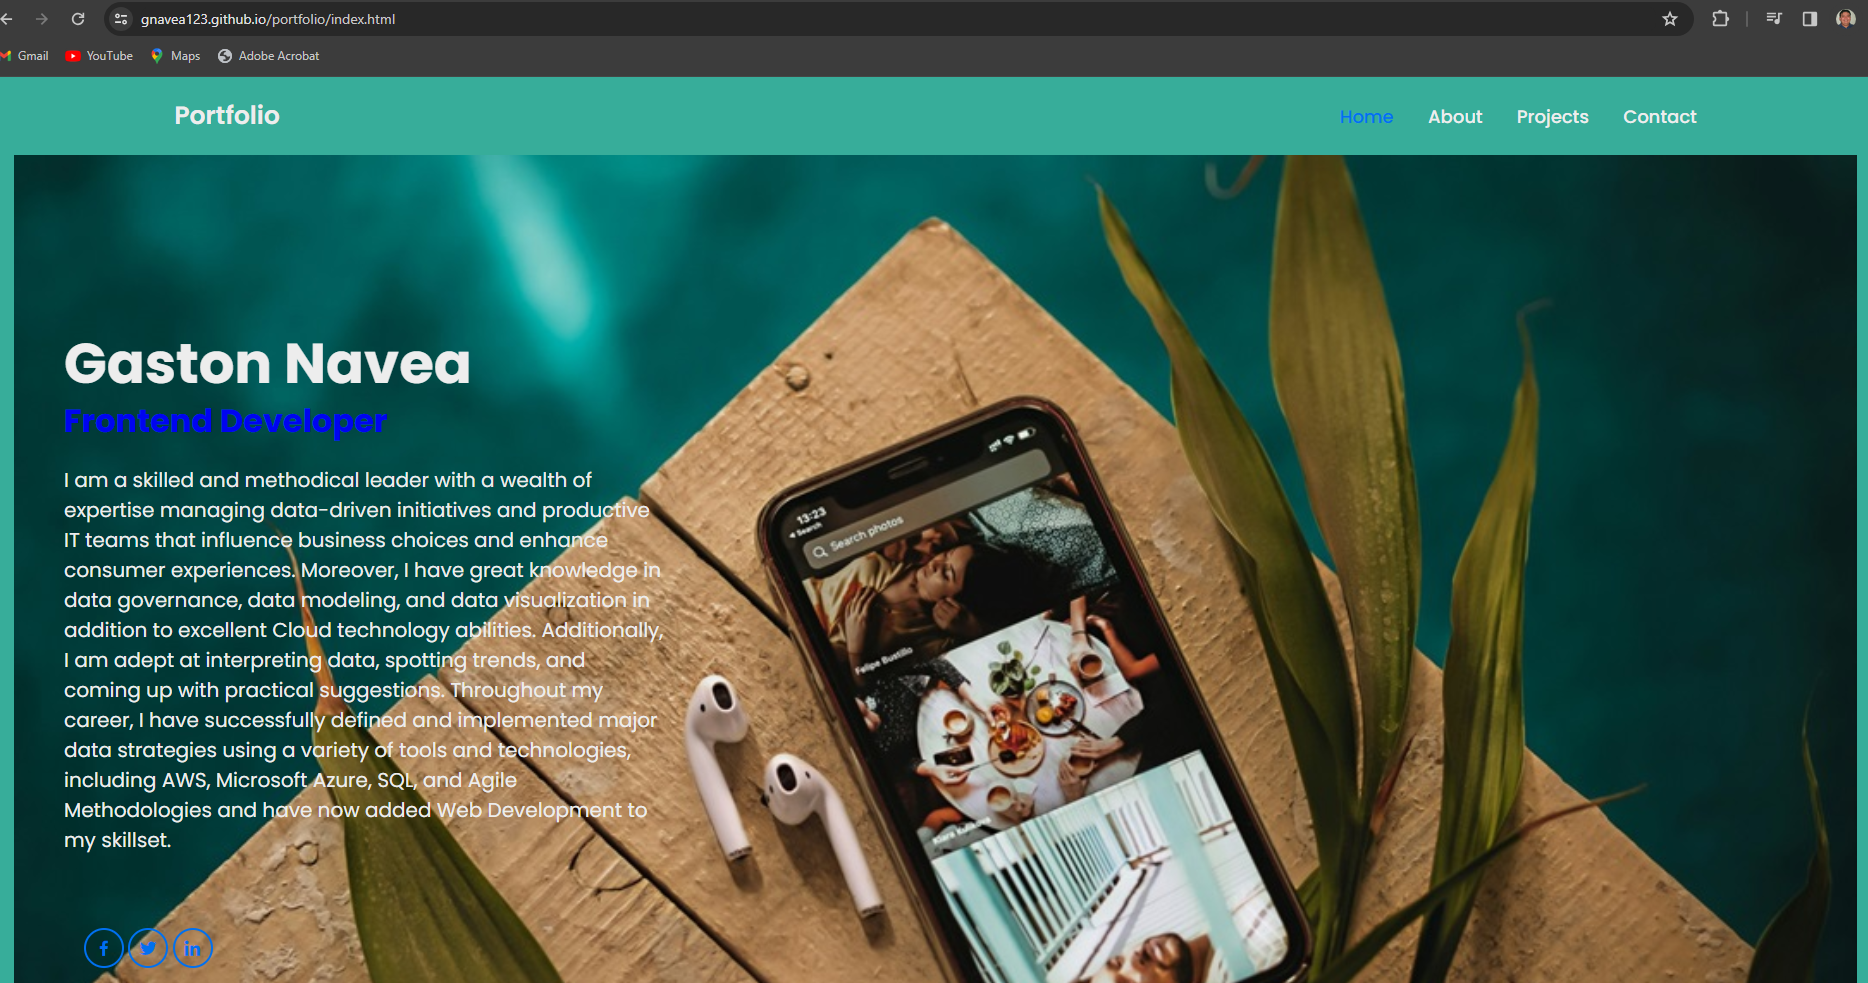 gnavea123.github.io/portfolio/index.html
Gmail YouTube Maps Adobe Acrobat
Portfolio Home About Projects Contact
Gaston Navea
Frontend Developer
I am a skilled and methodical leader with a wealth of
expertise managing data-driven initiatives and productive
IT teams that influence business choices and enhance
consumer experiences. Moreover, I have great knowledge in
data governance, data modeling, and data visualization in
addition to excellent Cloud technology abilities. Additionally,
I am adept at interpreting data, spotting trends, and
coming up with practical suggestions. Throughout my
career, I have successfully defined and implemented major
data strategies using a variety of tools and technologies,
including AWS, Microsoft Azure, SQL, and Agile
Methodologies and have now added Web Development to
my skillset.
13:23
Search
Search photos
Felipe Bustillo